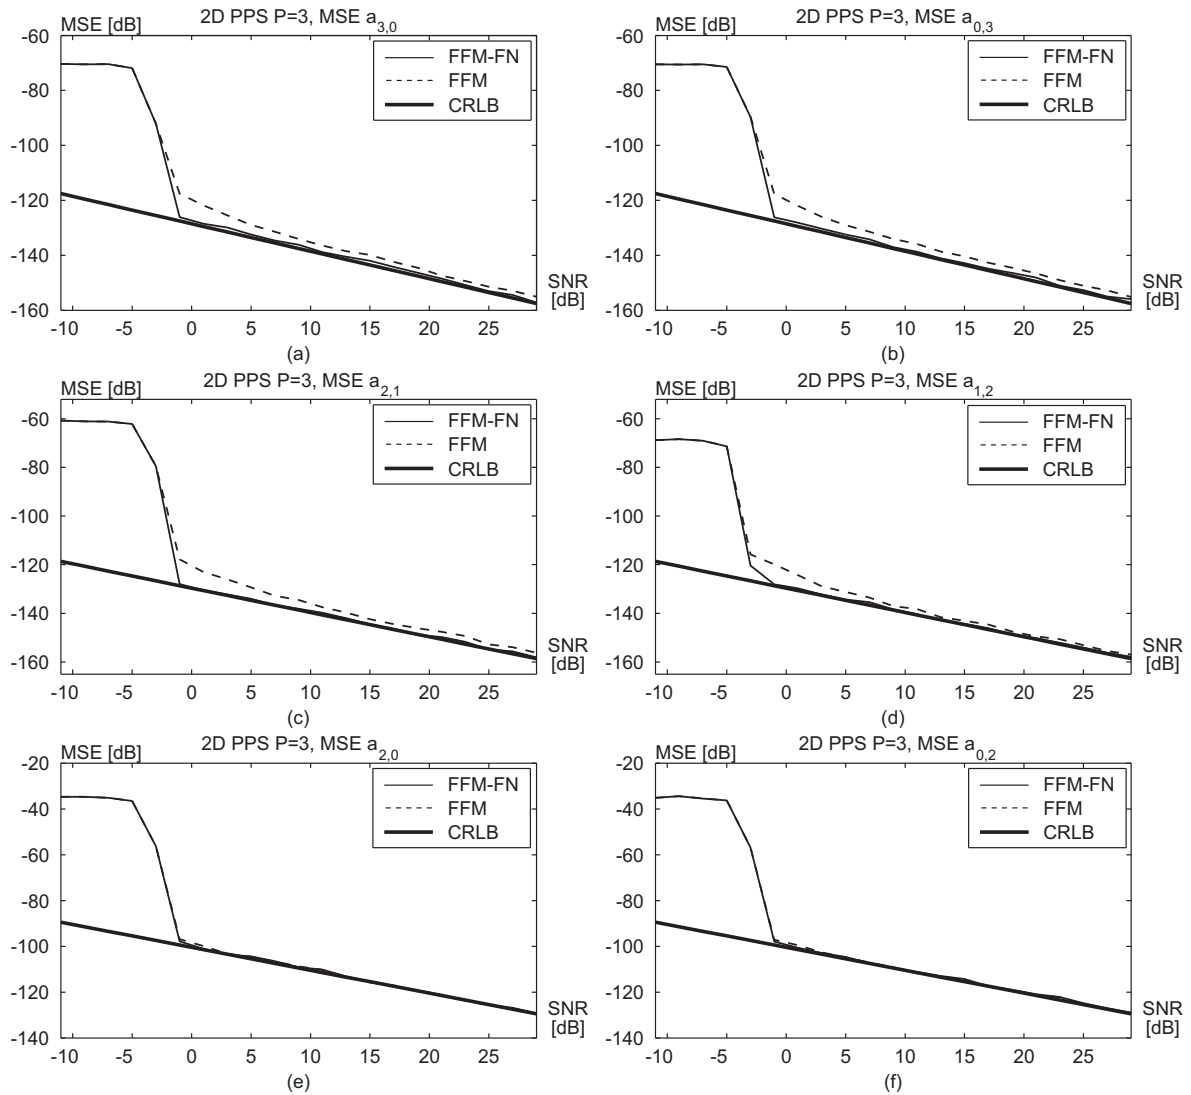 2D PPS P=3, MSE a3,0
MSE [dB]
-60
-80
-100
-120
-140
-160
FFM-FN
FFM
CRLB
SNR
[dB]
-10 -5 0 5 10 15 20 25
(a)
2D PPS P=3, MSE a0,3
MSE [dB]
-60
-80
-100
-120
-140
-160
FFM-FN
FFM
CRLB
SNR
[dB]
-10 -5 0 5 10 15 20 25
(b)
2D PPS P=3, MSE a2,1
MSE [dB]
-60
-80
-100
-120
-140
-160
FFM-FN
FFM
CRLB
SNR
[dB]
-10 -5 0 5 10 15 20 25
(c)
2D PPS P=3, MSE a1,2
MSE [dB]
-60
-80
-100
-120
-140
-160
FFM-FN
FFM
CRLB
SNR
[dB]
-10 -5 0 5 10 15 20 25
(d)
2D PPS P=3, MSE a2,0
MSE [dB]
-20
-40
-60
-80
-100
-120
-140
FFM-FN
FFM
CRLB
SNR
[dB]
-10 -5 0 5 10 15 20 25
(e)
2D PPS P=3, MSE a0,2
MSE [dB]
-20
-40
-60
-80
-100
-120
-140
FFM-FN
FFM
CRLB
SNR
[dB]
-10 -5 0 5 10 15 20 25
(f)